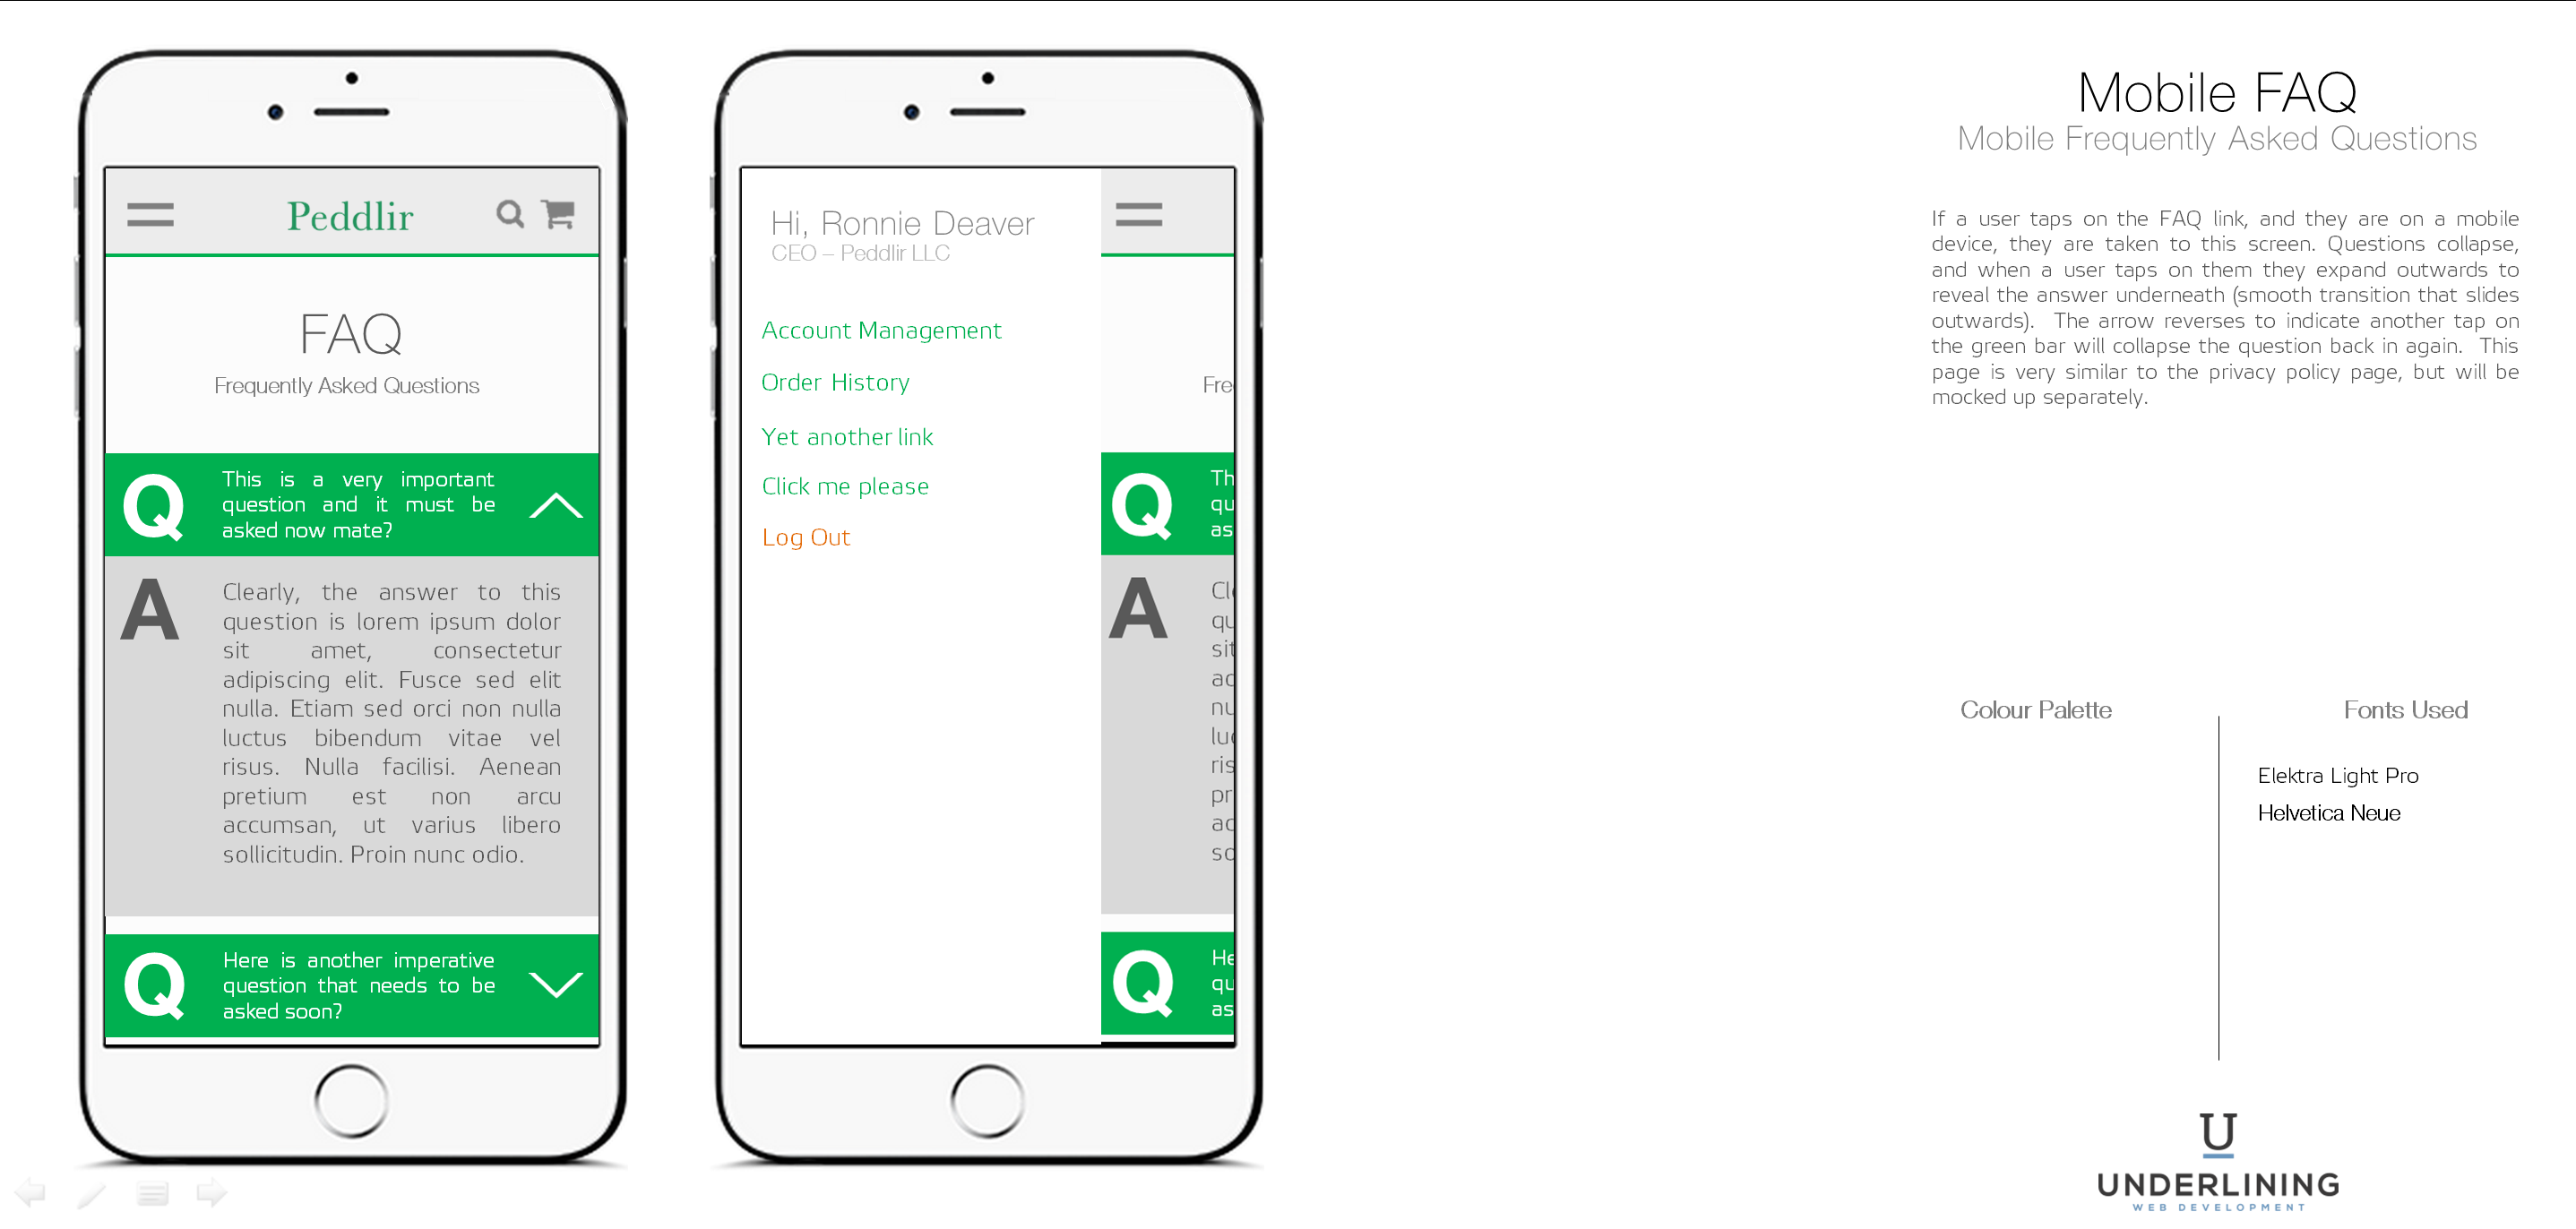 Peddlir
FAQ
Frequently Asked Questions
Q
This is a very important
question and it must be
asked now mate?
A
Clearly, the answer to this
question is lorem ipsum dolor
sit amet, consectetur
adipiscing elit. Fusce sed elit
nulla. Etiam sed orci non nulla
luctus bibendum vitae vel
risus. Nulla facilisi. Aenean
pretium est non arcu
accumsan, ut varius libero
sollicitudin. Proin nunc odio.
Q
Here is another imperative
question that needs to be
asked soon?
Hi, Ronnie Deaver
CEO – Peddlir LLC
Account Management
Order History
Yet another link
Click me please
Log Out
Fre
Q
Th
qu
as
A
Cl
qu
sit
ac
nu
lu
ris
pr
ac
so
Q
He
qu
as
Mobile FAQ
Mobile Frequently Asked Questions
If a user taps on the FAQ link, and they are on a mobile
device, they are taken to this screen. Questions collapse,
and when a user taps on them they expand outwards to
reveal the answer underneath (smooth transition that slides
outwards). The arrow reverses to indicate another tap on
the green bar will collapse the question back in again. This
page is very similar to the privacy policy page, but will be
mocked up separately.
Colour Palette
Fonts Used
Elektra Light Pro
Helvetica Neue
U
UNDERLINING
WEB DEVELOPMENT